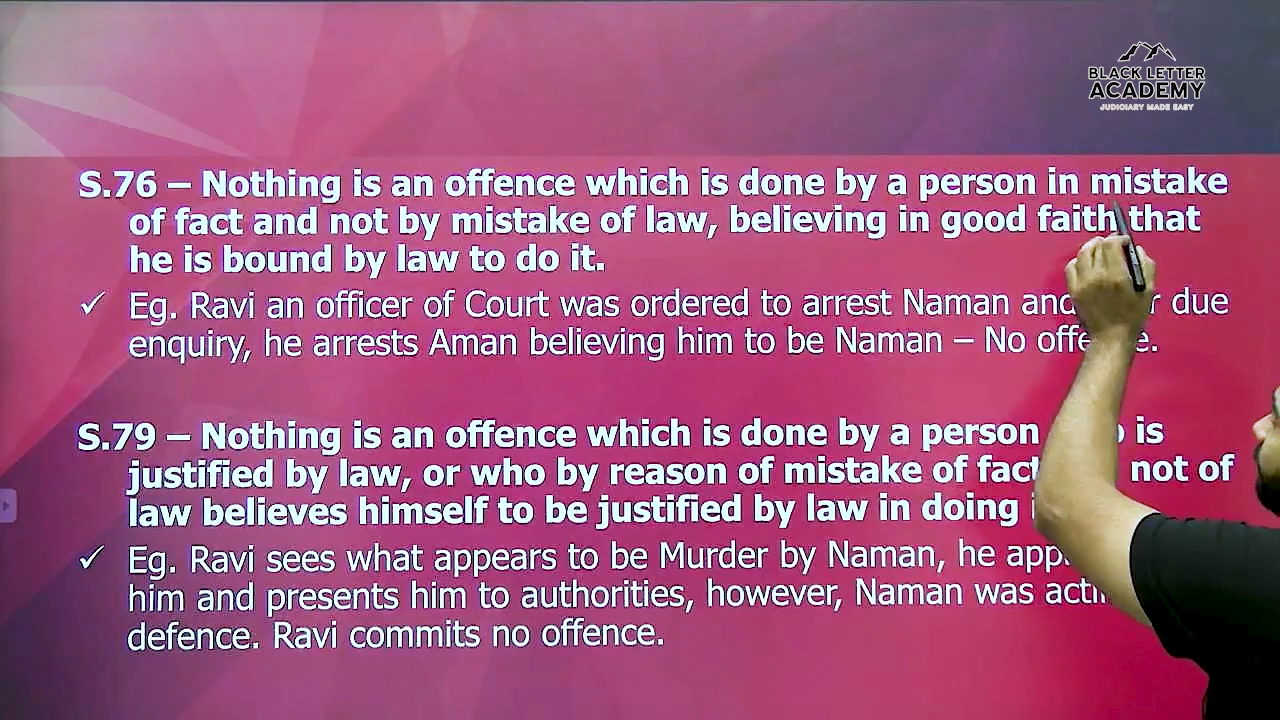 BLACK LETTER
ACADEMY
JUDICIARY MADE EASY
S.76 – Nothing is an offence which is done by a person in mistake
of fact and not by mistake of law, believing in good faith that
he is bound by law to do it.
✓ Eg. Ravi an officer of Court was ordered to arrest Naman and due
enquiry, he arrests Aman believing him to be Naman – No
S.79 – Nothing is an offence which is done by a person is
justified by law, or who by reason of mistake of fact not of
law believes himself to be justified by law in doing
✓ Eg. Ravi sees what appears to be Murder by Naman, he
him and presents him to authorities, however, Naman was
defence. Ravi commits no offence.